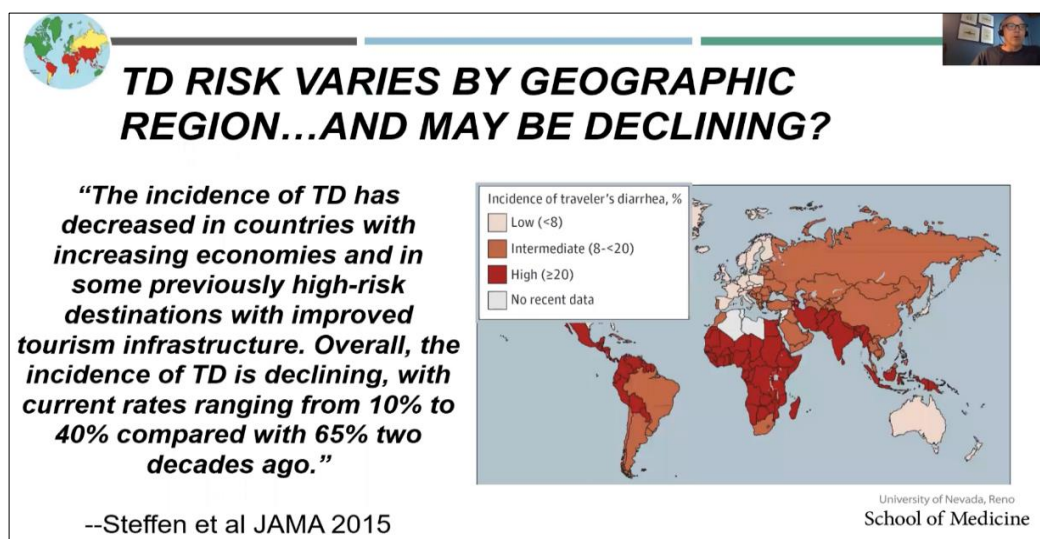 TD RISK VARIES BY GEOGRAPHIC
REGION…AND MAY BE DECLINING?
“The incidence of TD has
decreased in countries with
increasing economies and in
some previously high-risk
destinations with improved
tourism infrastructure. Overall, the
incidence of TD is declining, with
current rates ranging from 10% to
40% compared with 65% two
decades ago.”
--Steffen et al JAMA 2015
Incidence of traveler's diarrhea, %
Low (<8)
Intermediate (8-<20)
High (≥20)
No recent data
University of Nevada, Reno
School of Medicine